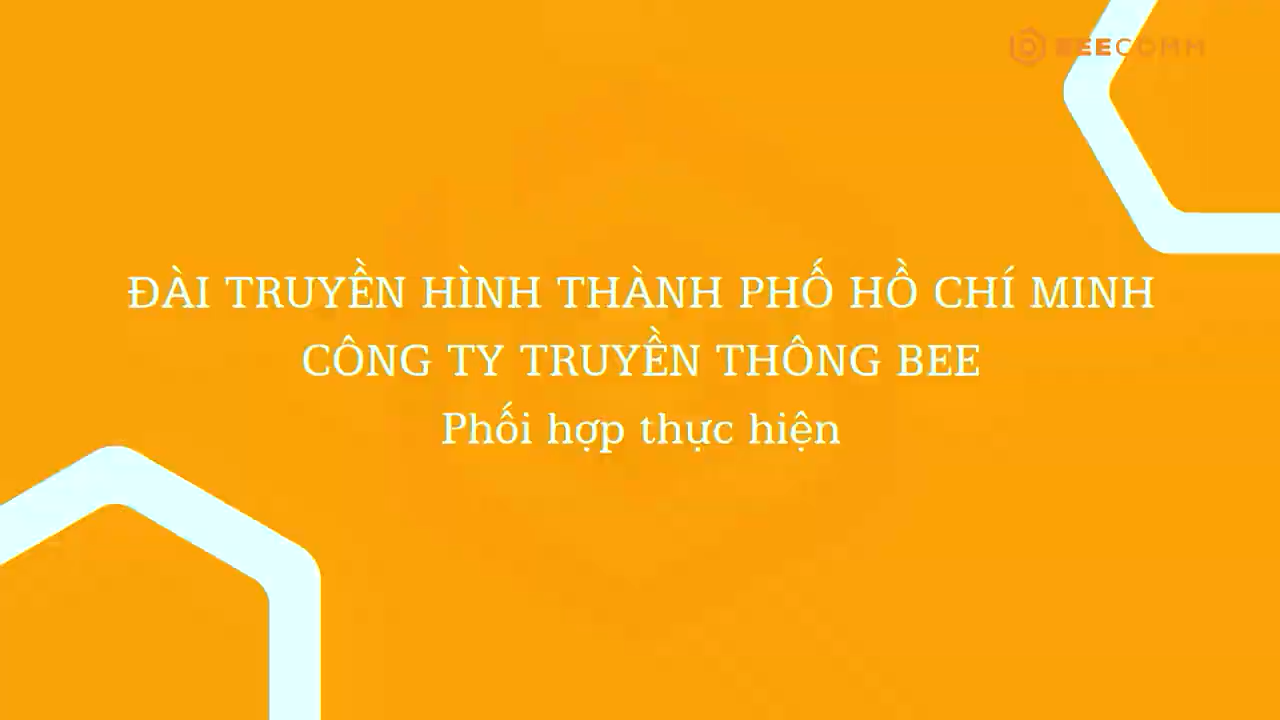 BEECOMM
ĐÀI TRUYỀN HÌNH THÀNH PHỐ HỒ CHÍ MINH
CÔNG TY TRUYỀN THÔNG BEE
Phối hợp thực hiện